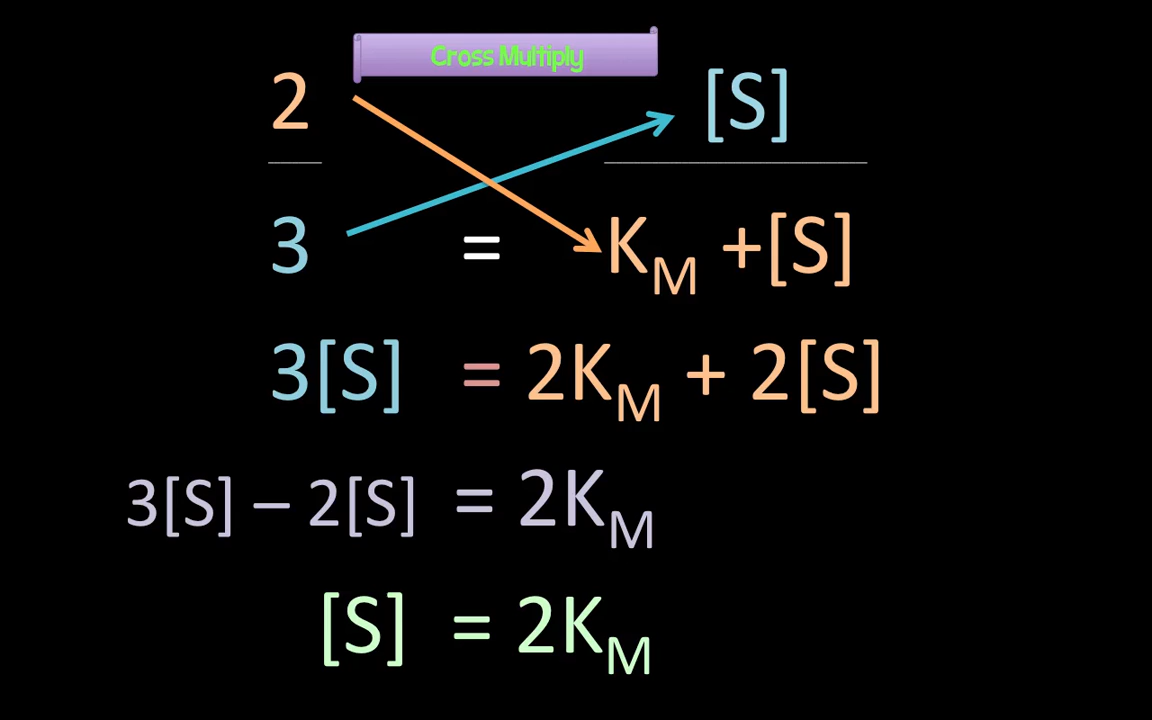 Cross Multiply
2 [S]
3 = K_M +[S]
3[S] = 2K_M + 2[S]
3[S] – 2[S] = 2K_M
[S] = 2K_M